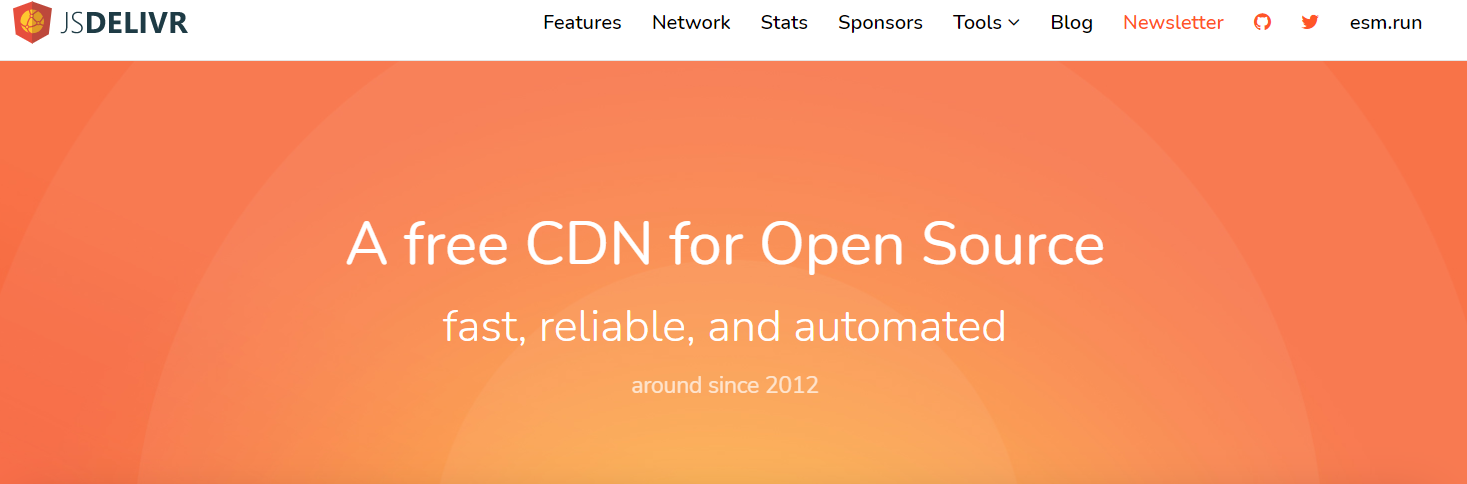 JSDELIVR Features Network Stats Sponsors Tools Blog Newsletter esm.run
A free CDN for Open Source
fast, reliable, and automated
around since 2012